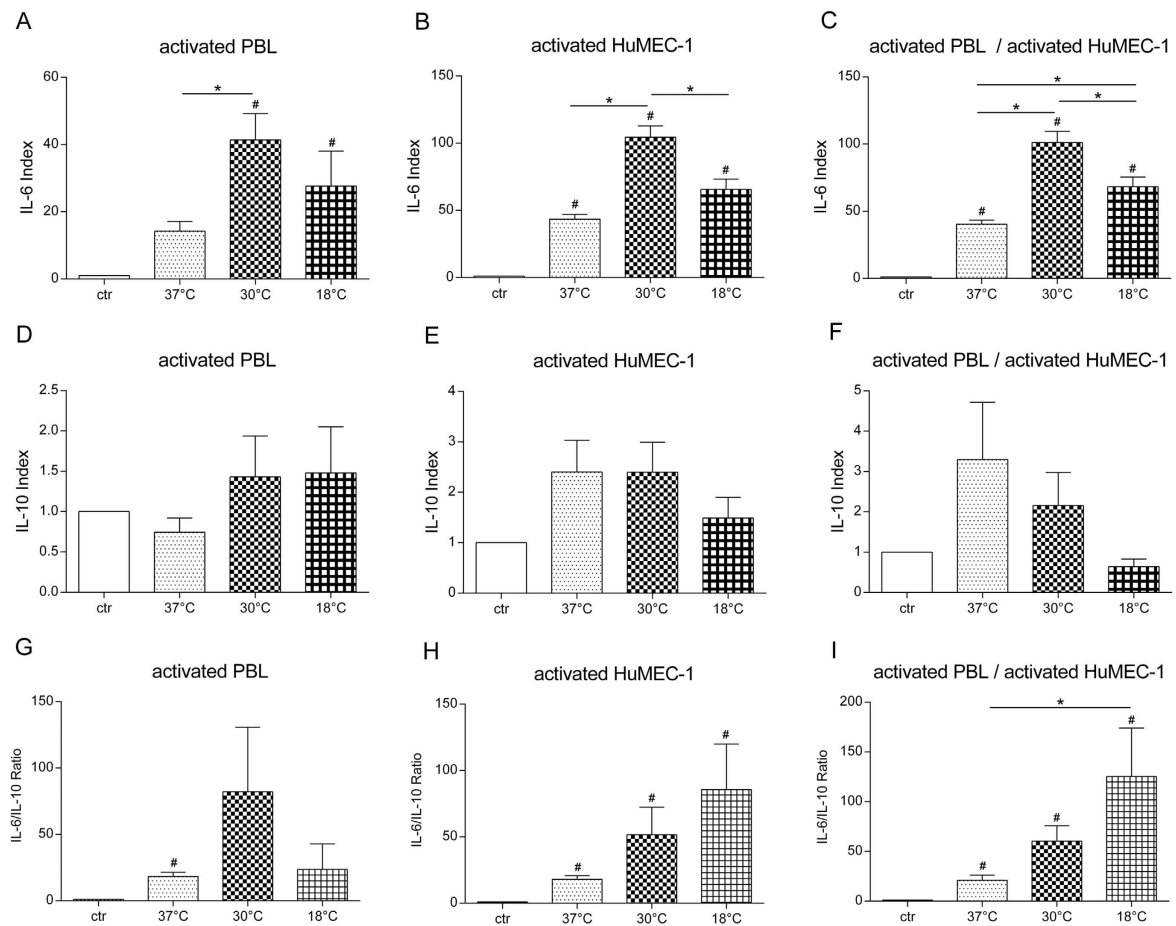 A
activated PBL
IL-6 Index
60
40
20
0
*
#
#
ctr
37°C
30°C
18°C
B
activated HuMEC-1
IL-6 Index
150
100
50
0
*
*
#
#
#
ctr
37°C
30°C
18°C
C
activated PBL / activated HuMEC-1
IL-6 Index
150
100
50
0
*
*
*
#
#
#
ctr
37°C
30°C
18°C
D
activated PBL
IL-10 Index
2.5
2.0
1.5
1.0
0.5
0.0
ctr
37°C
30°C
18°C
E
activated HuMEC-1
IL-10 Index
4
3
2
1
0
ctr
37°C
30°C
18°C
F
activated PBL / activated HuMEC-1
IL-10 Index
5
4
3
2
1
0
ctr
37°C
30°C
18°C
G
activated PBL
IL-6/IL-10 Ratio
150
100
50
0
#
ctr
37°C
30°C
18°C
H
activated HuMEC-1
IL-6/IL-10 Ratio
150
100
50
0
#
#
#
ctr
37°C
30°C
18°C
I
activated PBL / activated HuMEC-1
IL-6/IL-10 Ratio
200
150
100
50
0
*
#
#
#
ctr
37°C
30°C
18°C